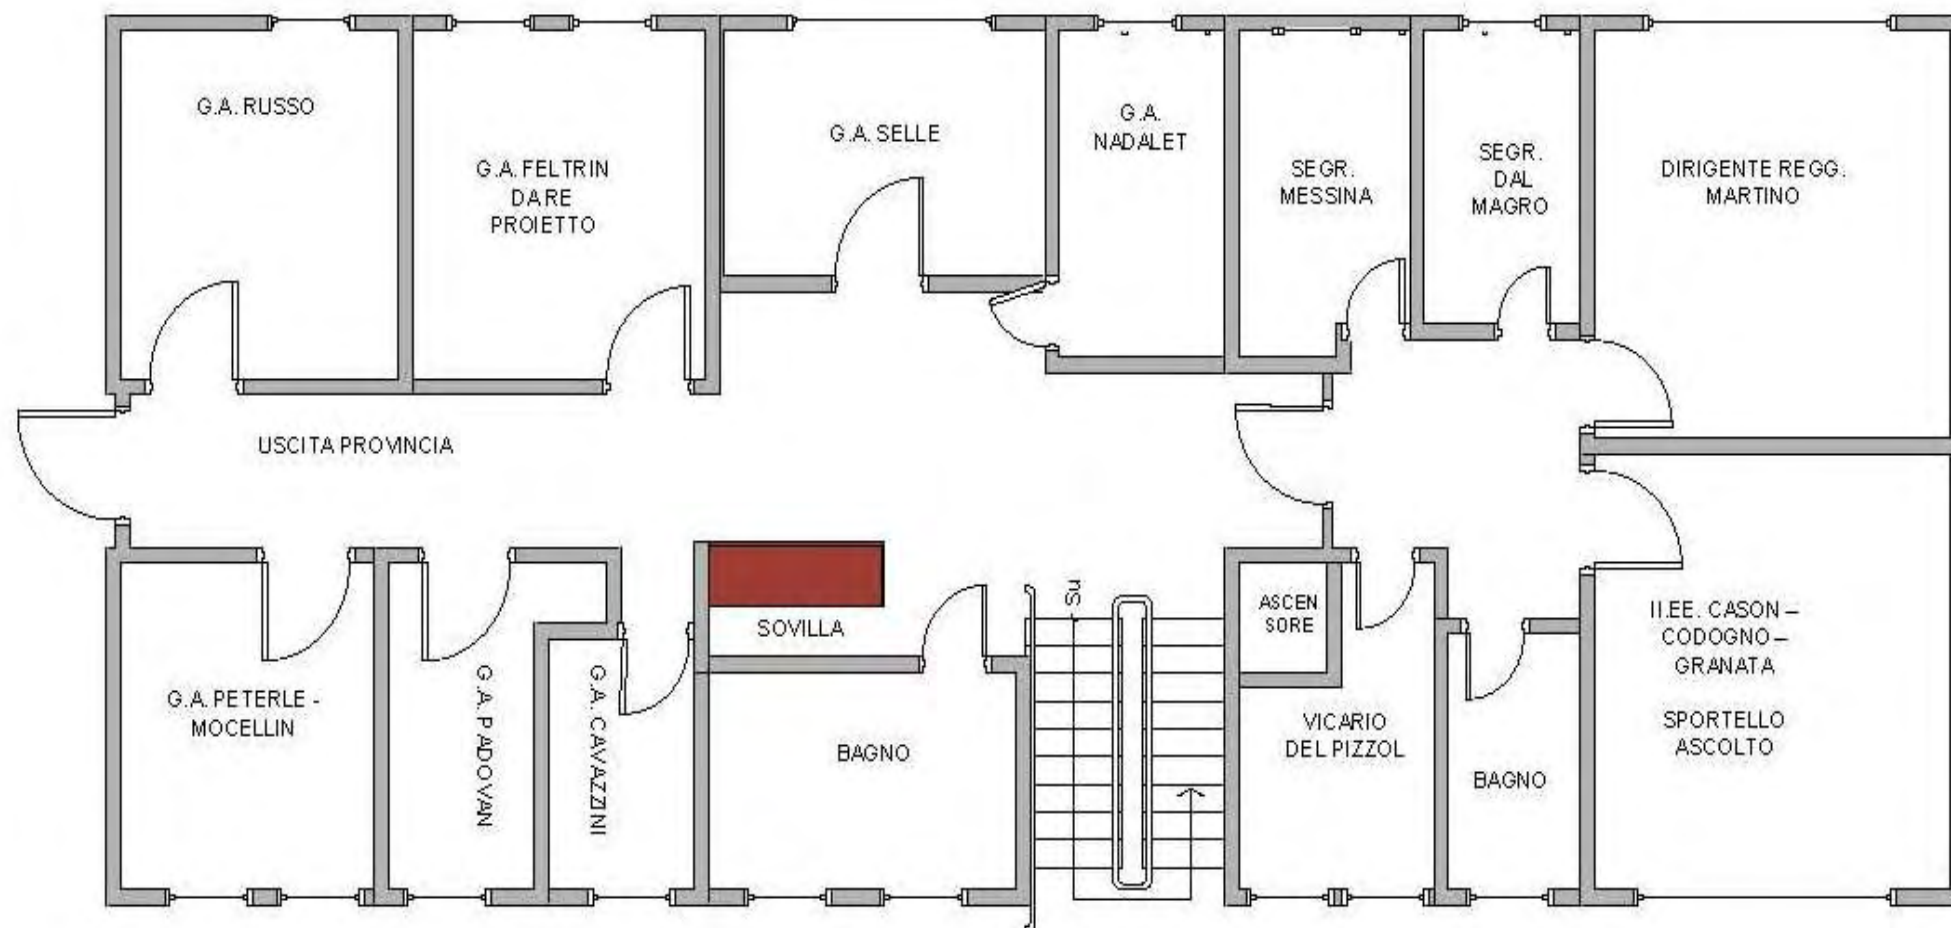 G.A. RUSSO
G.A. FELTRIN
DARE
PROIETTO
G.A. SELLE
G.A.
NADALET
SEGR.
MESSINA
SEGR.
DAL
MAGRO
DIRIGENTE REGG.
MARTINO
USCITA PROVINCIA
G.A. PETERLE -
MOCELLIN
G.A. PADOVAN
G.A. CAVAZZINI
SOVILLA
BAGNO
Su
ASCEN
SORE
VICARIO
DEL PIZZOL
BAGNO
II.EE. CASON –
CODOGNO –
GRANATA
SPORTELLO
ASCOLTO